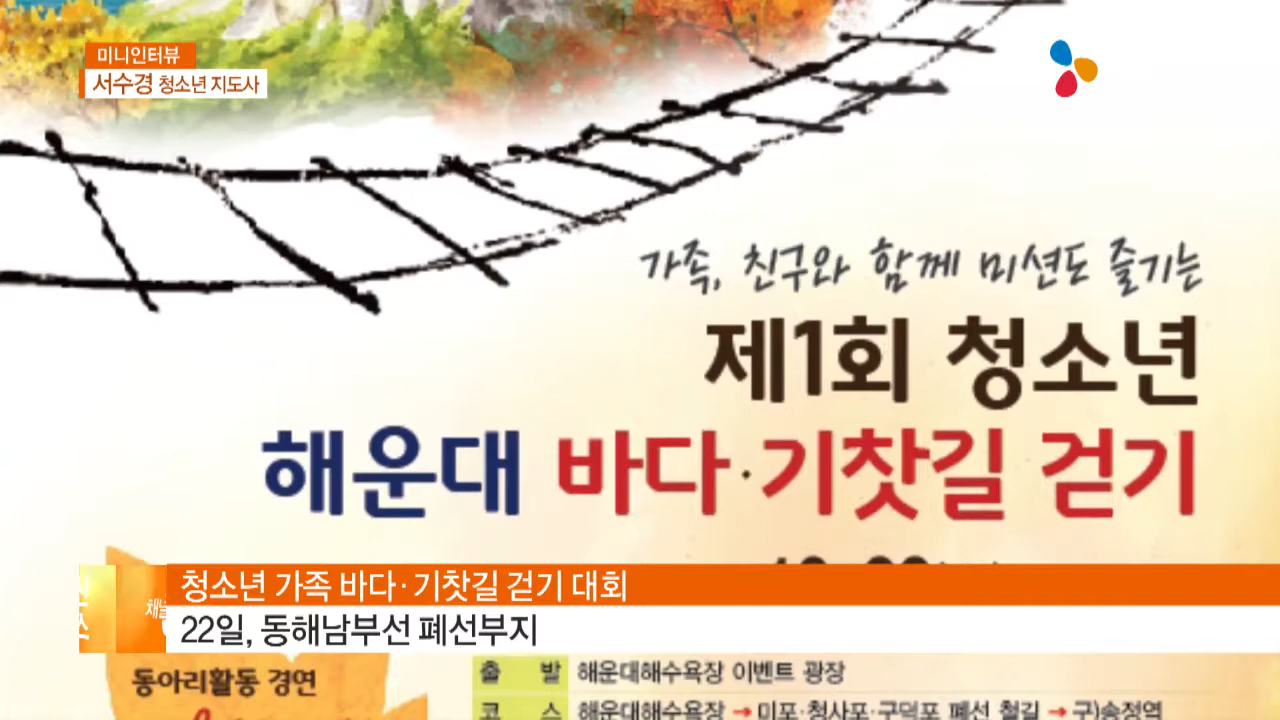 미니인터뷰
서수경 청소년 지도사
가족, 친구와 함께 미션도 즐기는
제1회 청소년
해운대 바다·기찻길 걷기
청소년 가족 바다·기찻길 걷기 대회
22일, 동해남부선 폐선부지
동아리활동 경연
출 발 해운대해수욕장 이벤트 광장
코 스 해운대해수욕장 → 미포·청사포·구덕포 폐선 철길 → 구)송정역